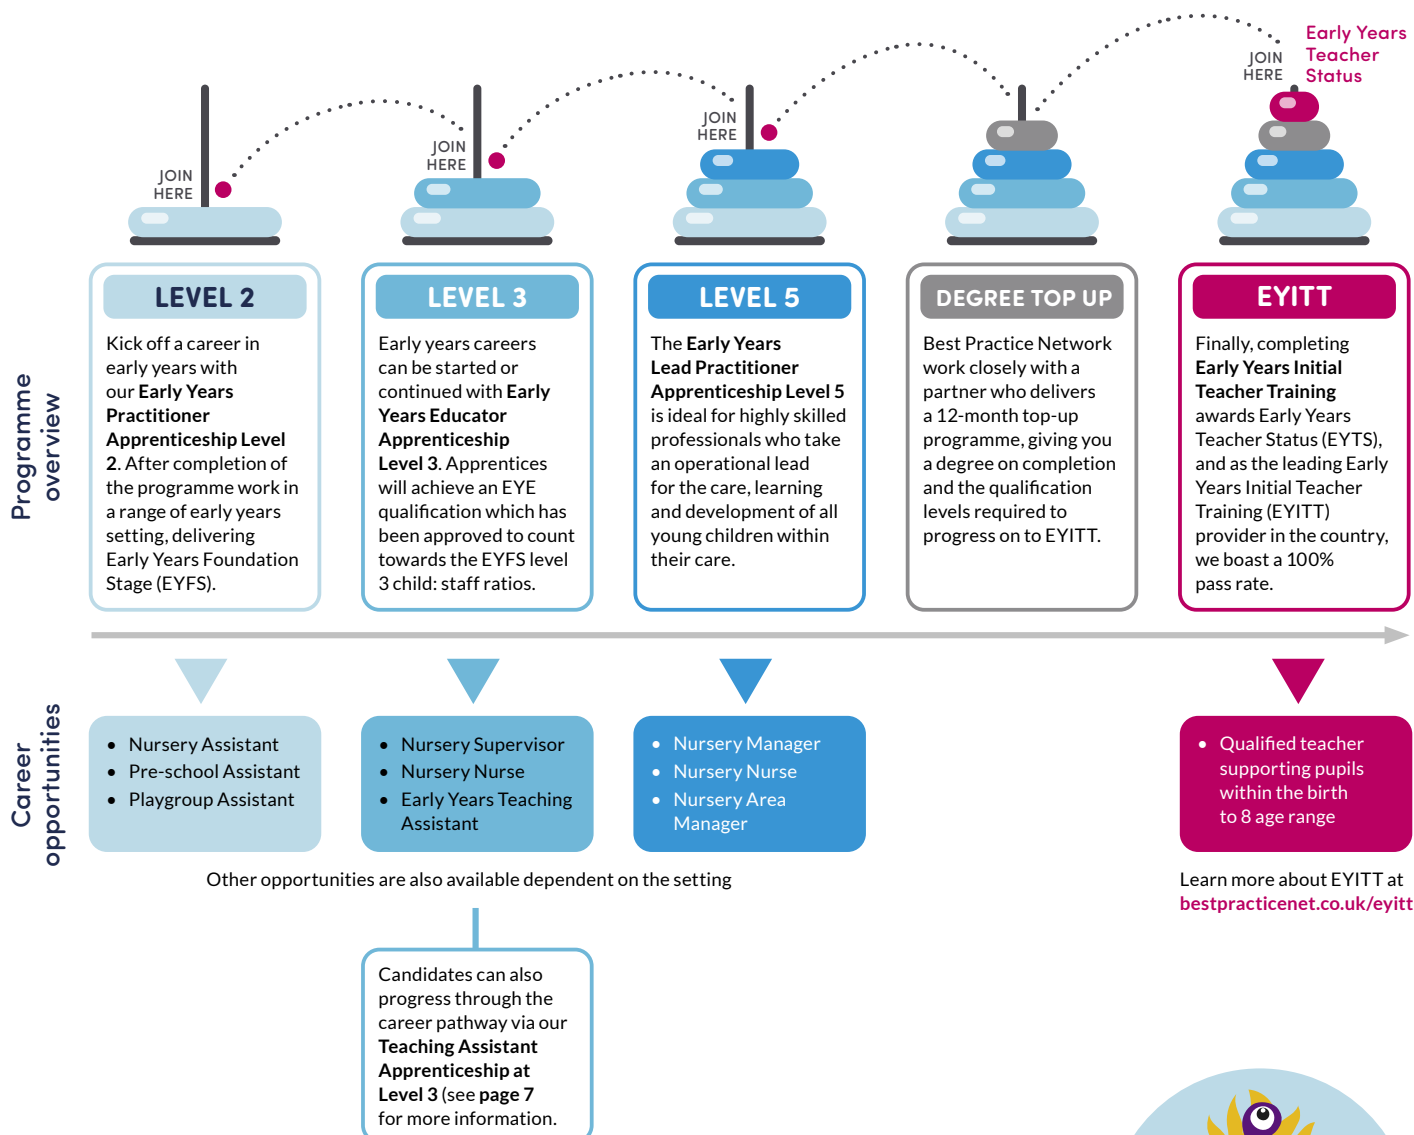 Early Years
Teacher
Status
JOIN
HERE
JOIN
HERE
JOIN
HERE
JOIN
HERE
Programme
overview
LEVEL 2
Kick off a career in
early years with
our Early Years
Practitioner
Apprenticeship Level
2. After completion of
the programme work in
a range of early years
setting, delivering
Early Years Foundation
Stage (EYFS).
LEVEL 3
Early years careers
can be started or
continued with Early
Years Educator
Apprenticeship
Level 3. Apprentices
will achieve an EYE
qualification which has
been approved to count
towards the EYFS level
3 child: staff ratios.
LEVEL 5
The Early Years
Lead Practitioner
Apprenticeship Level 5
is ideal for highly skilled
professionals who take
an operational lead
for the care, learning
and development of all
young children within
their care.
DEGREE TOP UP
Best Practice Network
work closely with a
partner who delivers
a 12-month top-up
programme, giving you
a degree on completion
and the qualification
levels required to
progress on to EYITT.
EYITT
Finally, completing
Early Years Initial
Teacher Training
awards Early Years
Teacher Status (EYTS),
and as the leading Early
Years Initial Teacher
Training (EYITT)
provider in the country,
we boast a 100%
pass rate.
Career
opportunities
• Nursery Assistant
• Pre-school Assistant
• Playgroup Assistant
• Nursery Supervisor
• Nursery Nurse
• Early Years Teaching
Assistant
• Nursery Manager
• Nursery Nurse
• Nursery Area
Manager
• Qualified teacher
supporting pupils
within the birth
to 8 age range
Other opportunities are also available dependent on the setting
Learn more about EYITT at
bestpracticenet.co.uk/eyitt
Candidates can also
progress through the
career pathway via our
Teaching Assistant
Apprenticeship at
Level 3 (see page 7
for more information.